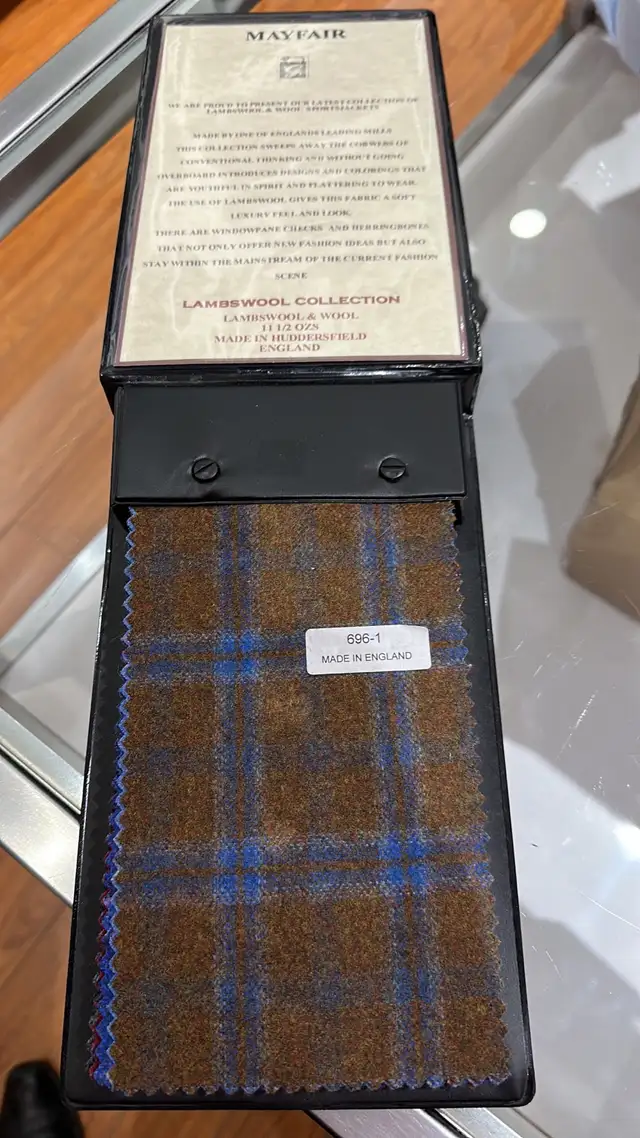 MAYFAIR
WE ARE PROUD TO PRESENT OUR LATEST COLLECTION OF
LAMBSWOOL & WOOL SPORTSJACKETS
MADE BY ONE OF ENGLANDS LEADING MILLS
THIS COLLECTION SWEEPS AWAY THE COBWEBS OF
CONVENTIONAL THINKING AND WITHOUT GOING
OVERBOARD INTRODUCES DESIGNS AND COLORINGS THAT
ARE YOUTHFUL IN SPIRIT AND FLATTERING TO WEAR.
THE USE OF LAMBSWOOL GIVES THIS FABRIC A SOFT
LUXURY FEEL AND LOOK.
THERE ARE WINDOWPANE CHECKS AND HERRINGBONES
THAT NOT ONLY OFFER NEW FASHION IDEAS BUT ALSO
STAY WITHIN THE MAINSTREAM OF THE CURRENT FASHION
SCENE
LAMBSWOOL COLLECTION
LAMBSWOOL & WOOL
11 1/2 OZS
MADE IN HUDDERSFIELD
ENGLAND
696-1
MADE IN ENGLAND